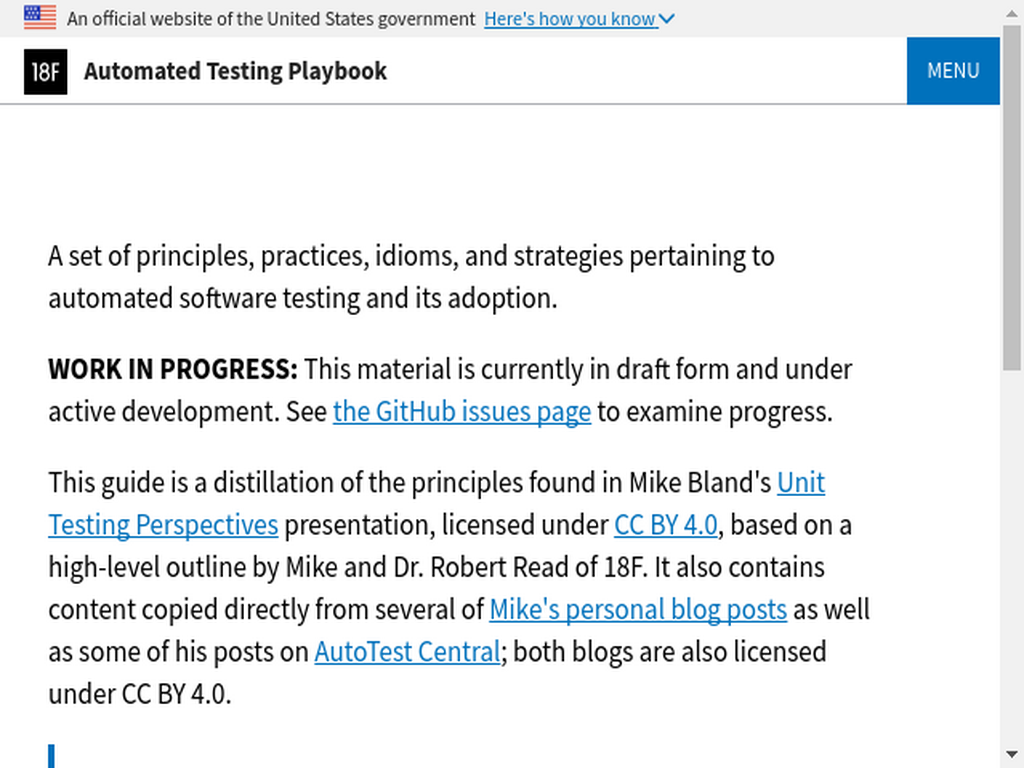 An official website of the United States government Here's how you know
18F Automated Testing Playbook MENU
A set of principles, practices, idioms, and strategies pertaining to
automated software testing and its adoption.
WORK IN PROGRESS: This material is currently in draft form and under
active development. See the GitHub issues page to examine progress.
This guide is a distillation of the principles found in Mike Bland's Unit
Testing Perspectives presentation, licensed under CC BY 4.0, based on a
high-level outline by Mike and Dr. Robert Read of 18F. It also contains
content copied directly from several of Mike's personal blog posts as well
as some of his posts on AutoTest Central; both blogs are also licensed
under CC BY 4.0.